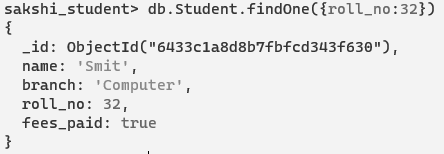 sakshi_student> db.Student.findOne({roll_no:32})
{
  _id: ObjectId("6433c1a8d8b7fbfcd343f630"),
  name: 'Smit',
  branch: 'Computer',
  roll_no: 32,
  fees_paid: true
}